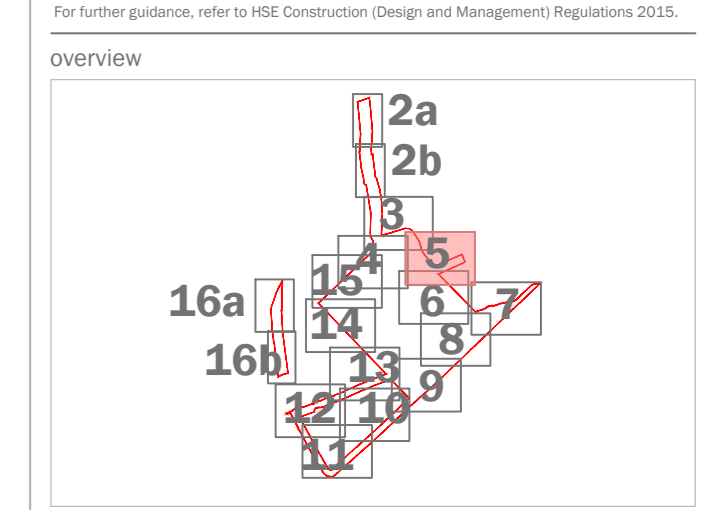 For further guidance, refer to HSE Construction (Design and Management) Regulations 2015.
overview
2a
2b
3
4
5
15
6
7
16a
14
8
16b
13
9
12
10
11